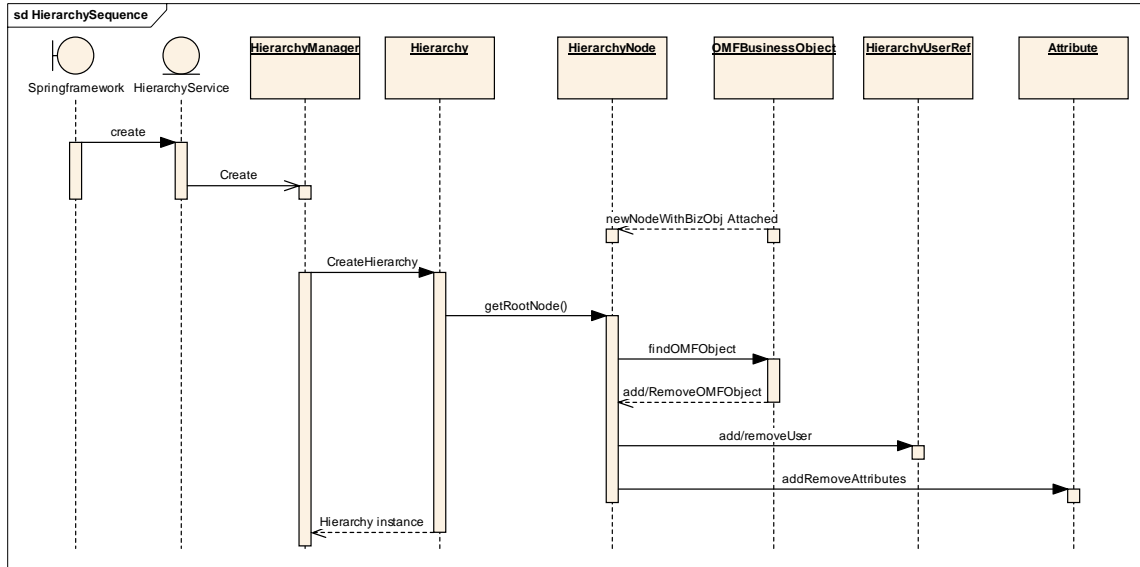 sd HierarchySequence
Springframework
HierarchyService
HierarchyManager
Hierarchy
HierarchyNode
OMFBusinessObject
HierarchyUserRef
Attribute
create
Create
newNodeWithBizObj Attached
CreateHierarchy
getRootNode()
findOMFObject
add/RemoveOMFObject
add/removeUser
addRemoveAttributes
Hierarchy instance